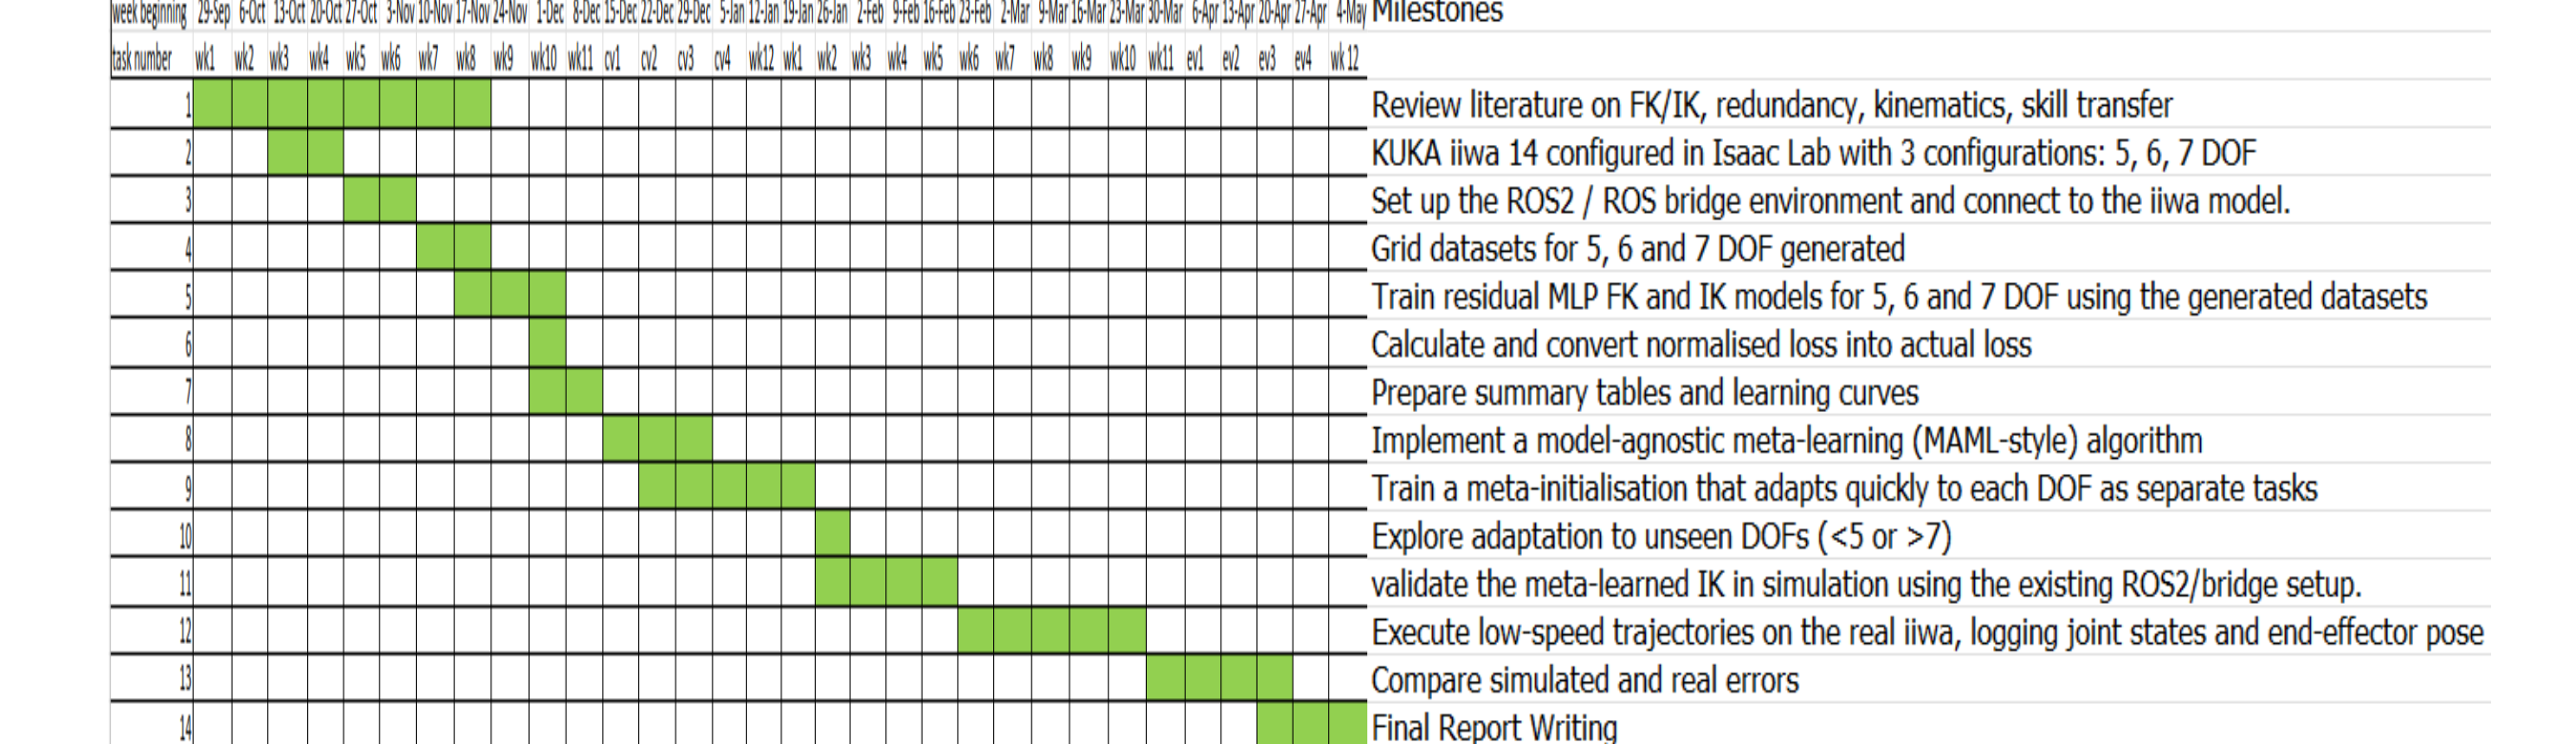 week beginning 29-Sep 6-Oct 13-Oct 20-Oct 27-Oct 3-Nov 10-Nov 17-Nov 24-Nov 1-Dec 8-Dec 15-Dec 22-Dec 29-Dec 5-Jan 12-Jan 19-Jan 26-Jan 2-Feb 9-Feb 16-Feb 23-Feb 2-Mar 9-Mar 16-Mar 23-Mar 30-Mar 6-Apr 13-Apr 20-Apr 27-Apr 4-May Milestones
task number wk1 wk2 wk3 wk4 wk5 wk6 wk7 wk8 wk9 wk10 wk11 cv1 cv2 cv3 cv4 wk12 wk1 wk2 wk3 wk4 wk5 wk6 wk7 wk8 wk9 wk10 wk11 ev1 ev2 ev3 ev4 wk 12
1 Review literature on FK/IK, redundancy, kinematics, skill transfer
2 KUKA iiwa 14 configured in Isaac Lab with 3 configurations: 5, 6, 7 DOF
3 Set up the ROS2 / ROS bridge environment and connect to the iiwa model.
4 Grid datasets for 5, 6 and 7 DOF generated
5 Train residual MLP FK and IK models for 5, 6 and 7 DOF using the generated datasets
6 Calculate and convert normalised loss into actual loss
7 Prepare summary tables and learning curves
8 Implement a model-agnostic meta-learning (MAML-style) algorithm
9 Train a meta-initialisation that adapts quickly to each DOF as separate tasks
10 Explore adaptation to unseen DOFs (<5 or >7)
11 validate the meta-learned IK in simulation using the existing ROS2/bridge setup.
12 Execute low-speed trajectories on the real iiwa, logging joint states and end-effector pose
13 Compare simulated and real errors
14 Final Report Writing